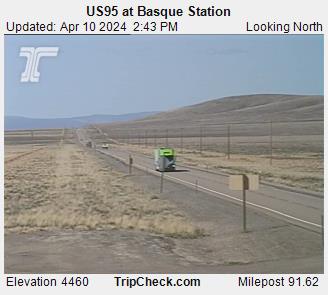 US95 at Basque Station
Updated: Apr 10 2024 2:43 PM Looking North
Elevation 4460 TripCheck.com Milepost 91.62